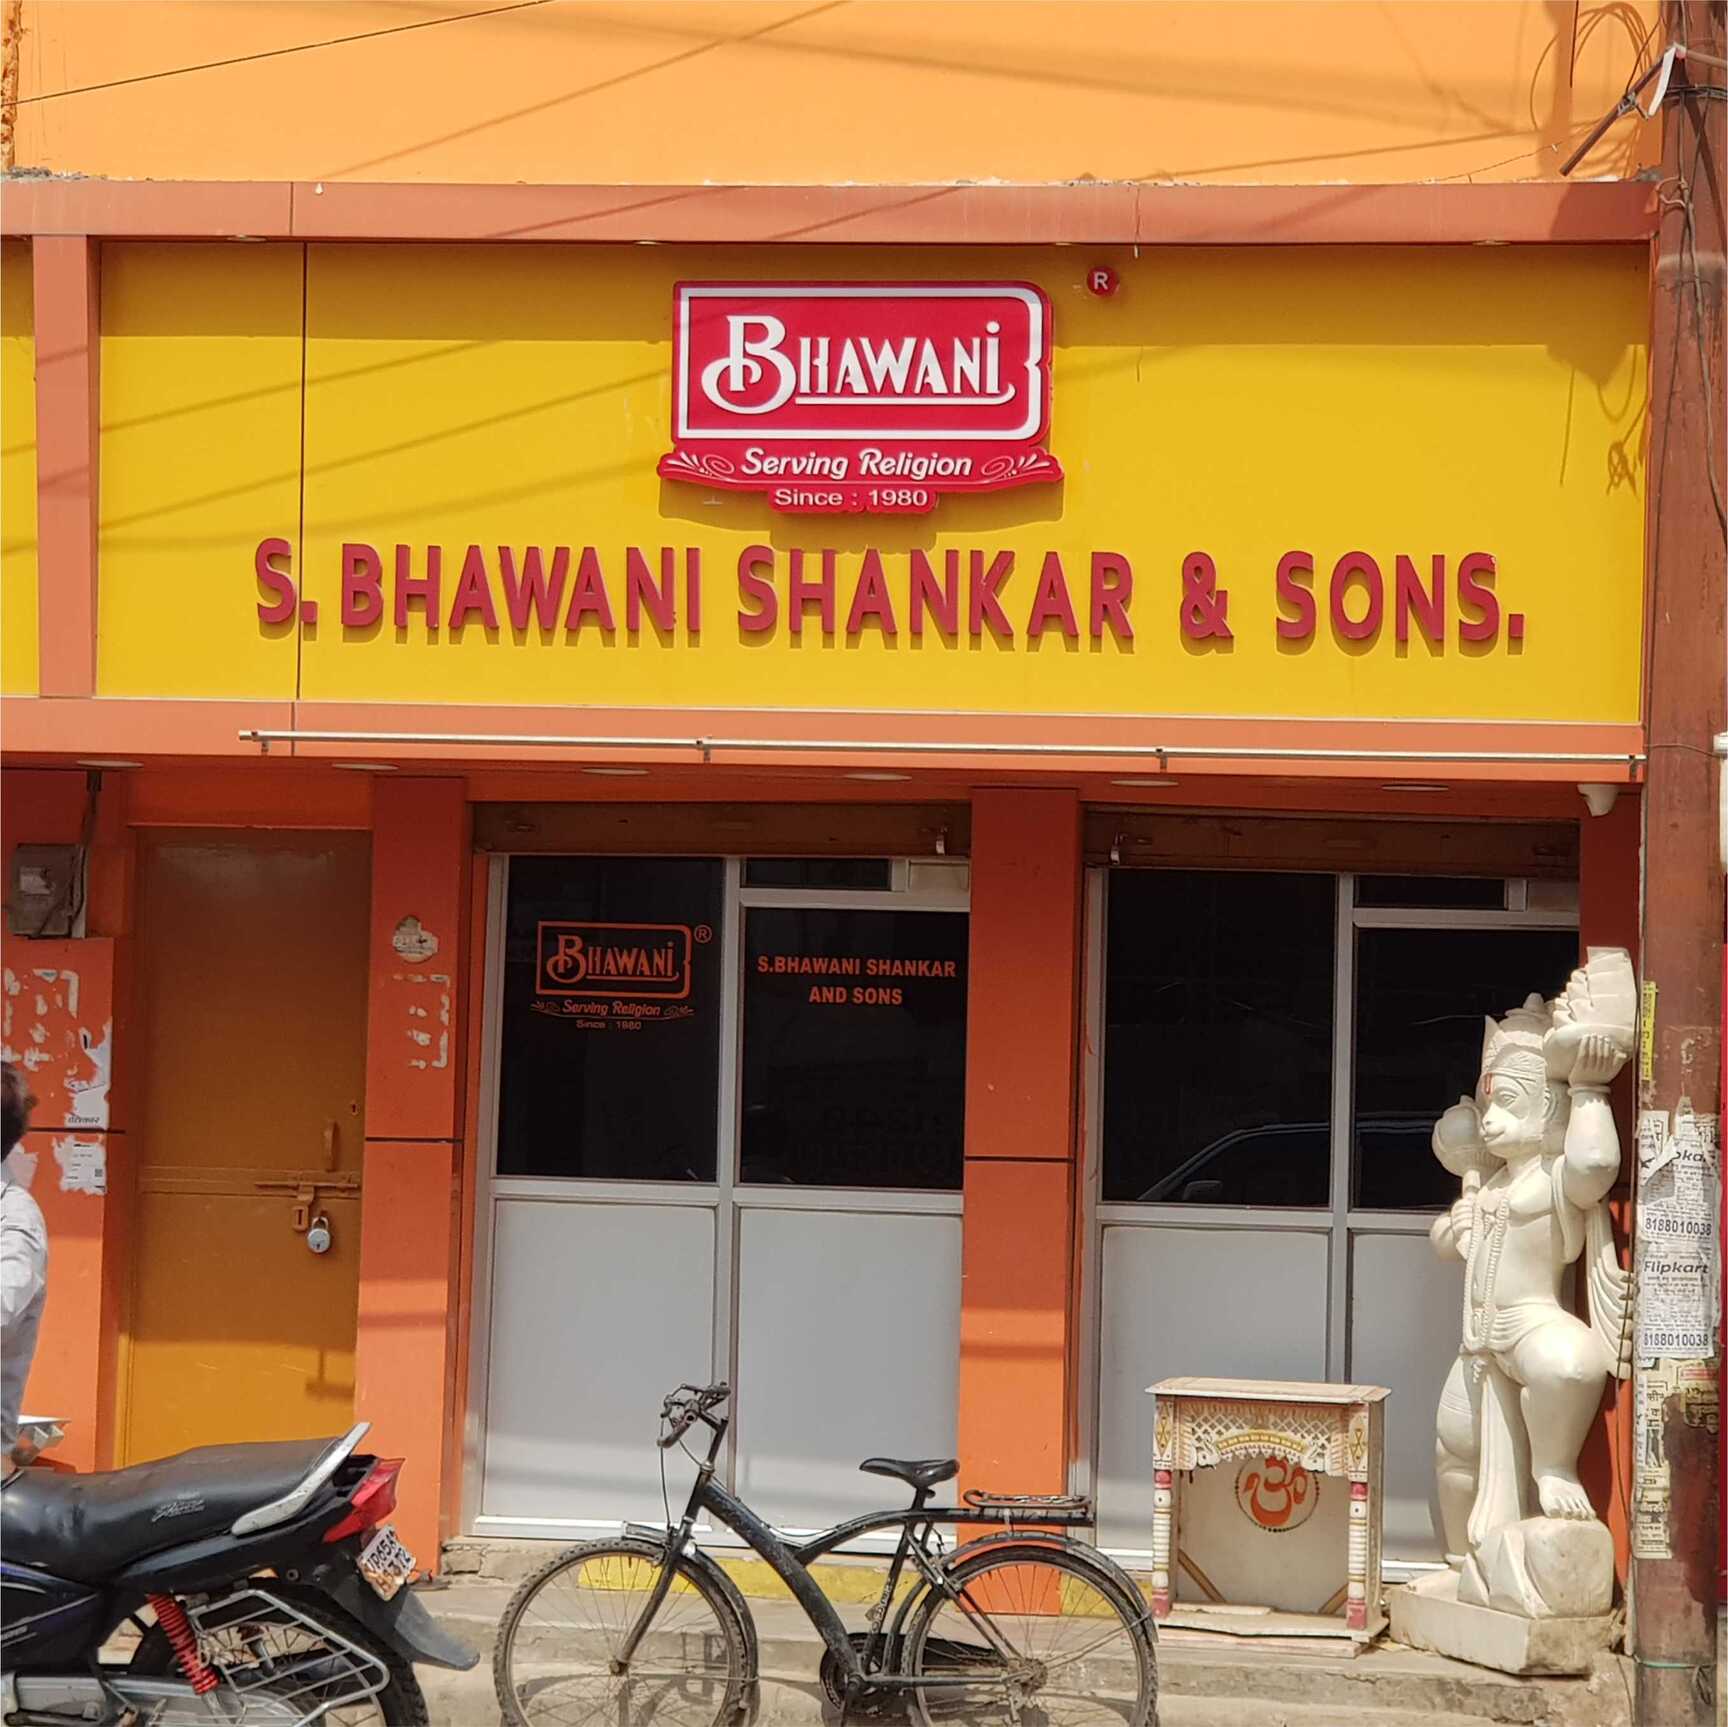 R
BHAWANi
Serving Religion
Since : 1980
S. BHAWANI SHANKAR & SONS.
BHAWANi ®
Serving Religion
Since : 1980
S.BHAWANI SHANKAR
AND SONS
8188010038
Flipkart
8188010038
ॐ